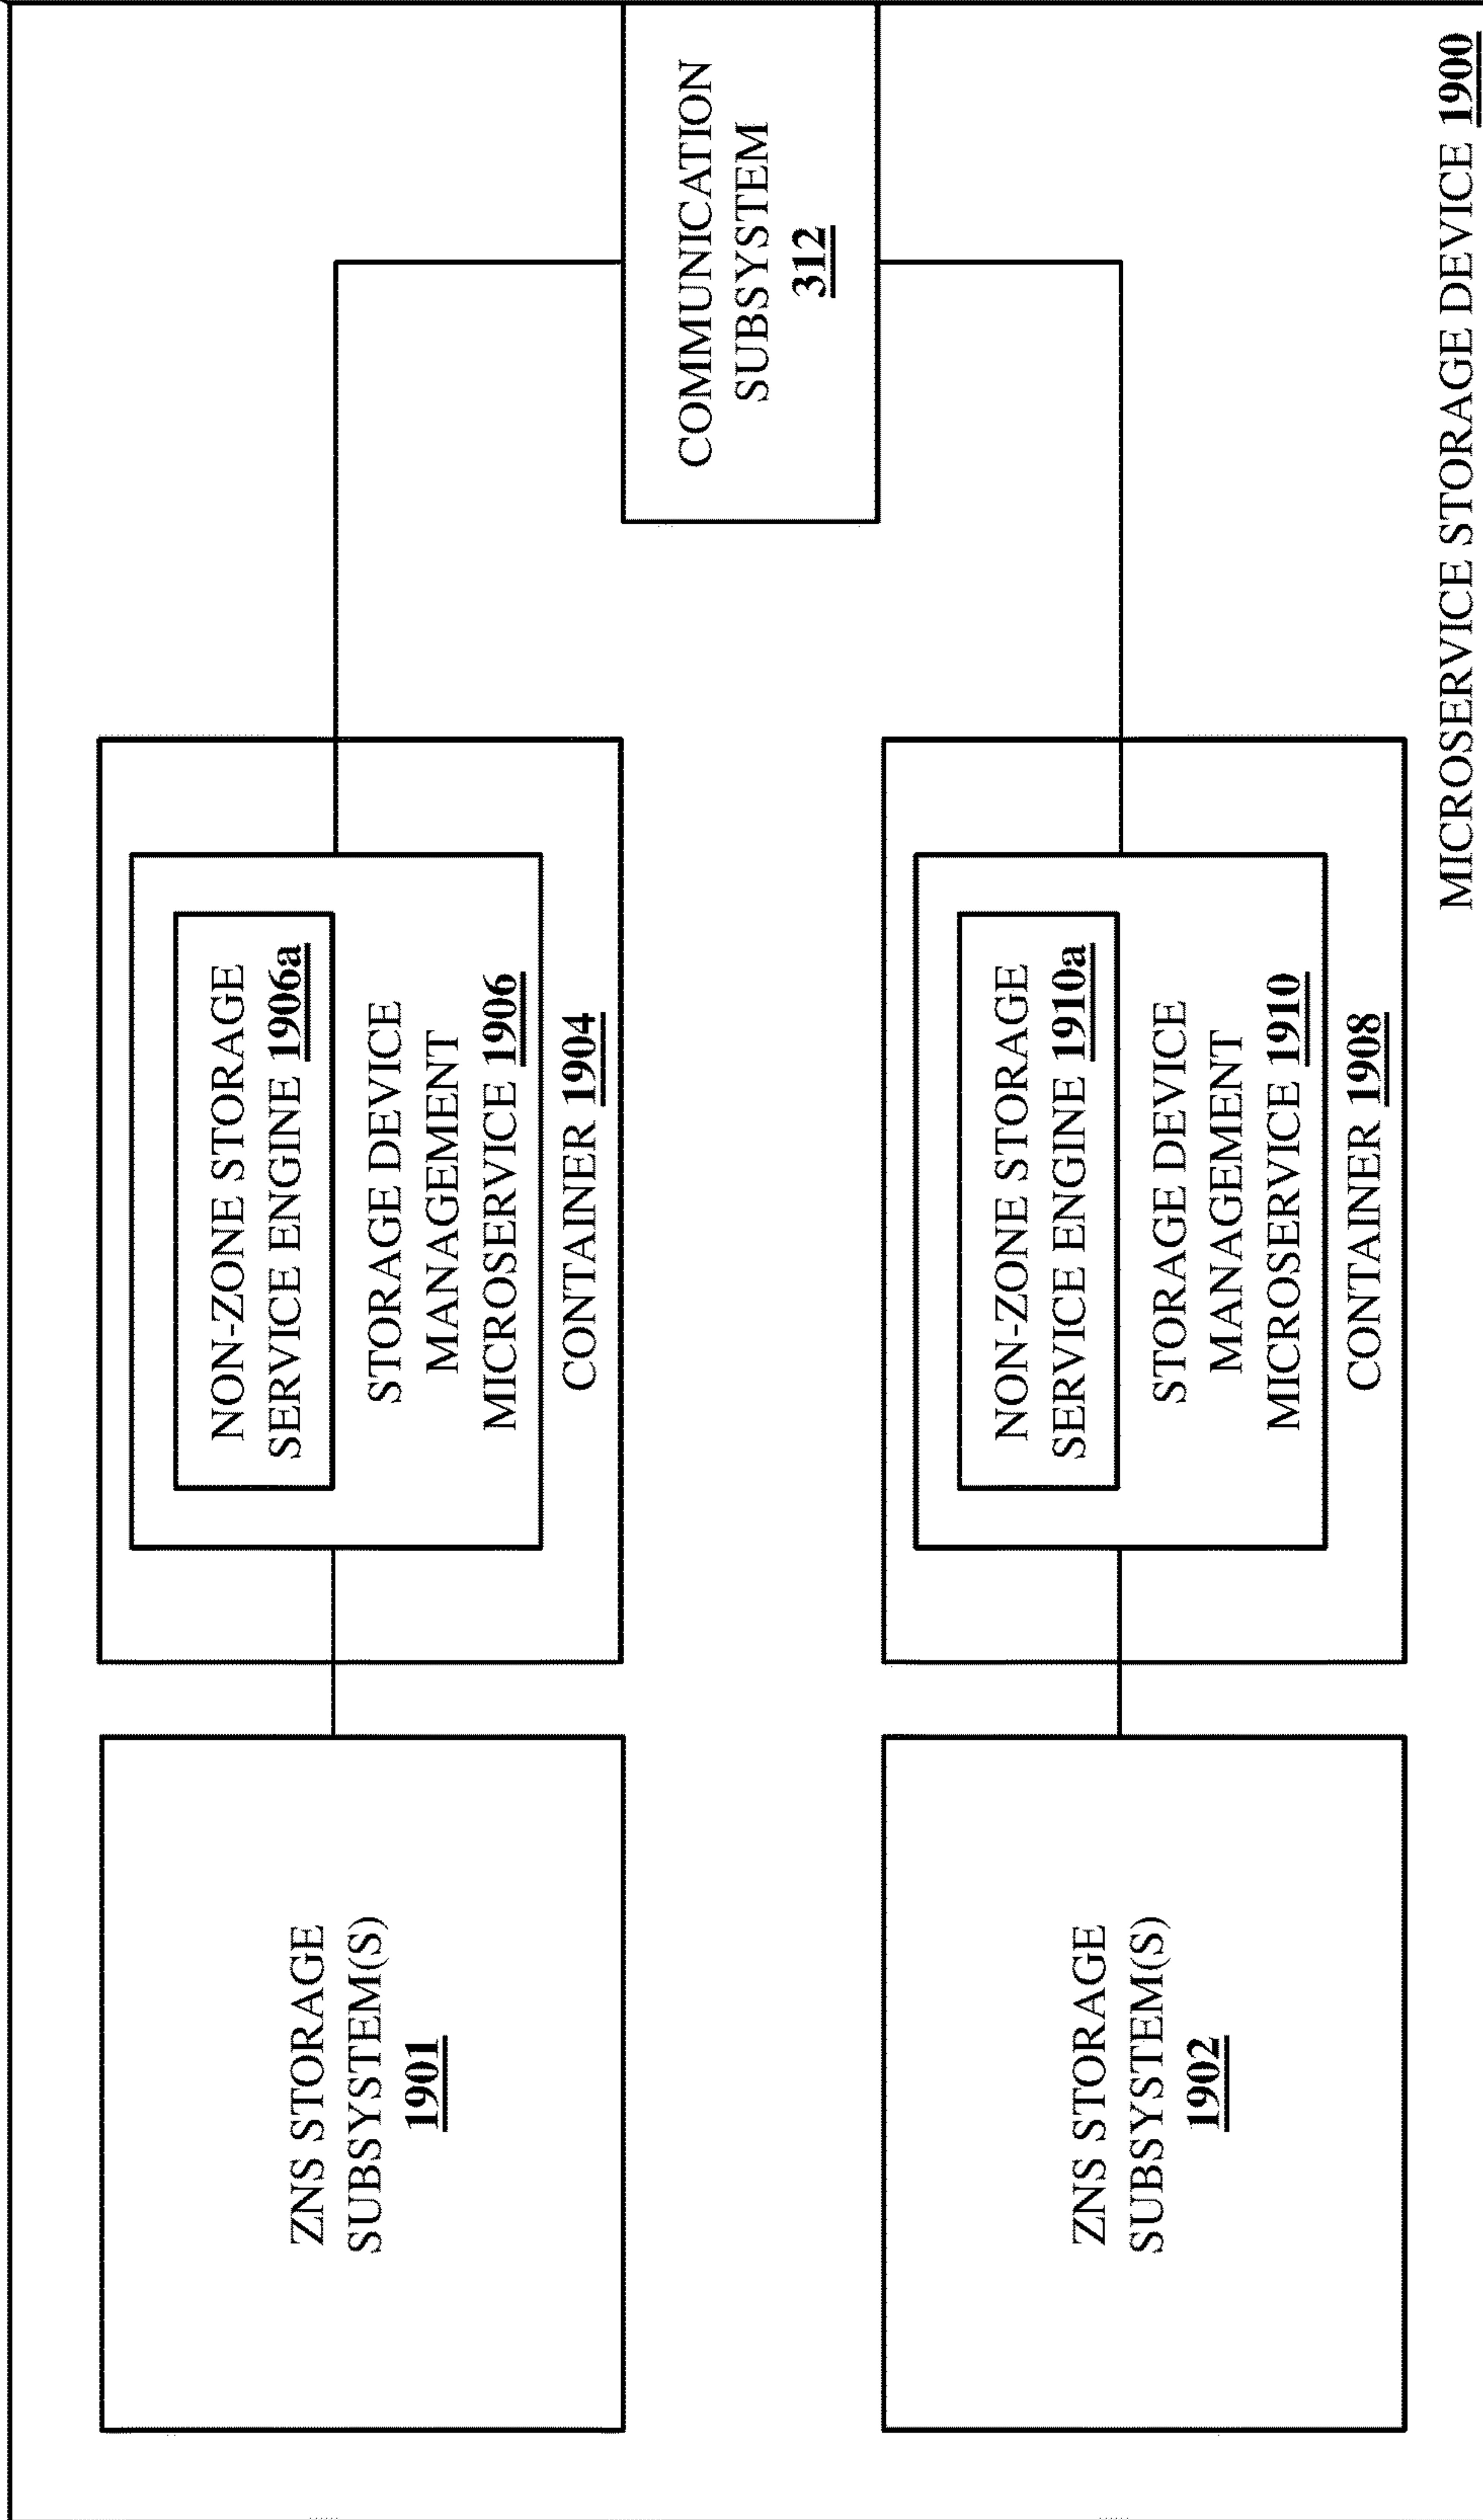 ZNS STORAGE
SUBSYSTEM(S)
1901
NON-ZONE STORAGE
SERVICE ENGINE 1906a
STORAGE DEVICE
MANAGEMENT
MICROSERVICE 1906
CONTAINER 1904
COMMUNICATION
SUBSYSTEM
312
ZNS STORAGE
SUBSYSTEM(S)
1902
NON-ZONE STORAGE
SERVICE ENGINE 1910a
STORAGE DEVICE
MANAGEMENT
MICROSERVICE 1910
CONTAINER 1908
MICROSERVICE STORAGE DEVICE 1900